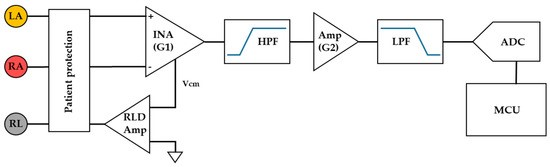 LA
RA
RL
Patient protection
+
-
INA
(G1)
Vcm
RLD
Amp
HPF
Amp
(G2)
LPF
ADC
MCU